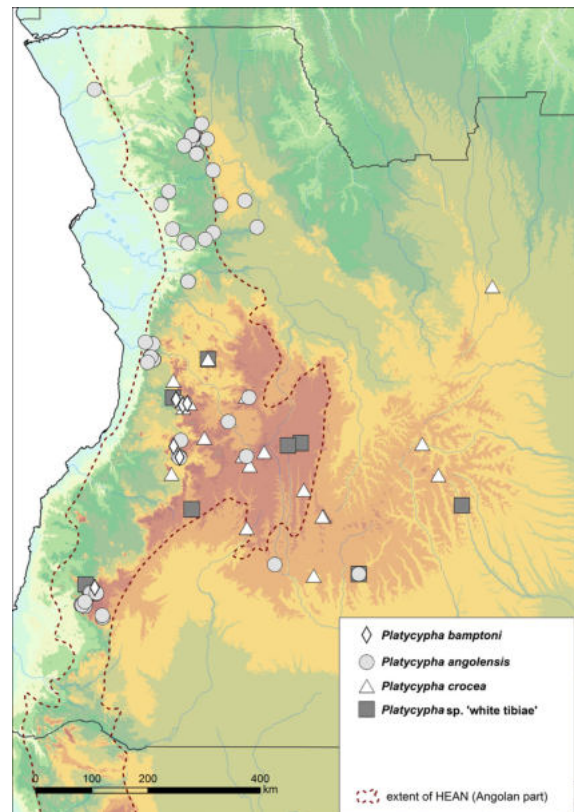 Platycypha bamptoni
Platycypha angolensis
Platycypha crocea
Platycypha sp. 'white tibiae'
0 100 200 400
km
extent of HEAN (Angolan part)